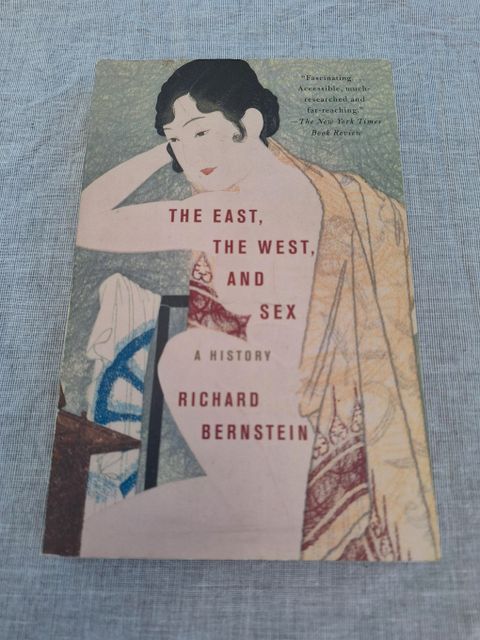 "Fascinating. . . .
Accessible, much-
researched and
far-reaching."
The New York Times
Book Review
THE EAST,
THE WEST,
AND
SEX
A HISTORY
RICHARD
BERNSTEIN